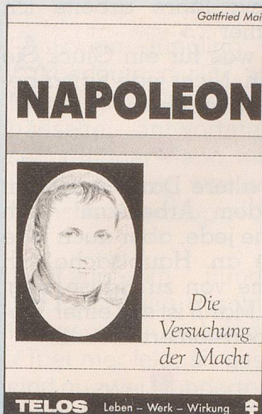 Gottfried Mai
NAPOLEON
Die
Versuchung
der Macht
TELOS Leben – Werk – Wirkung